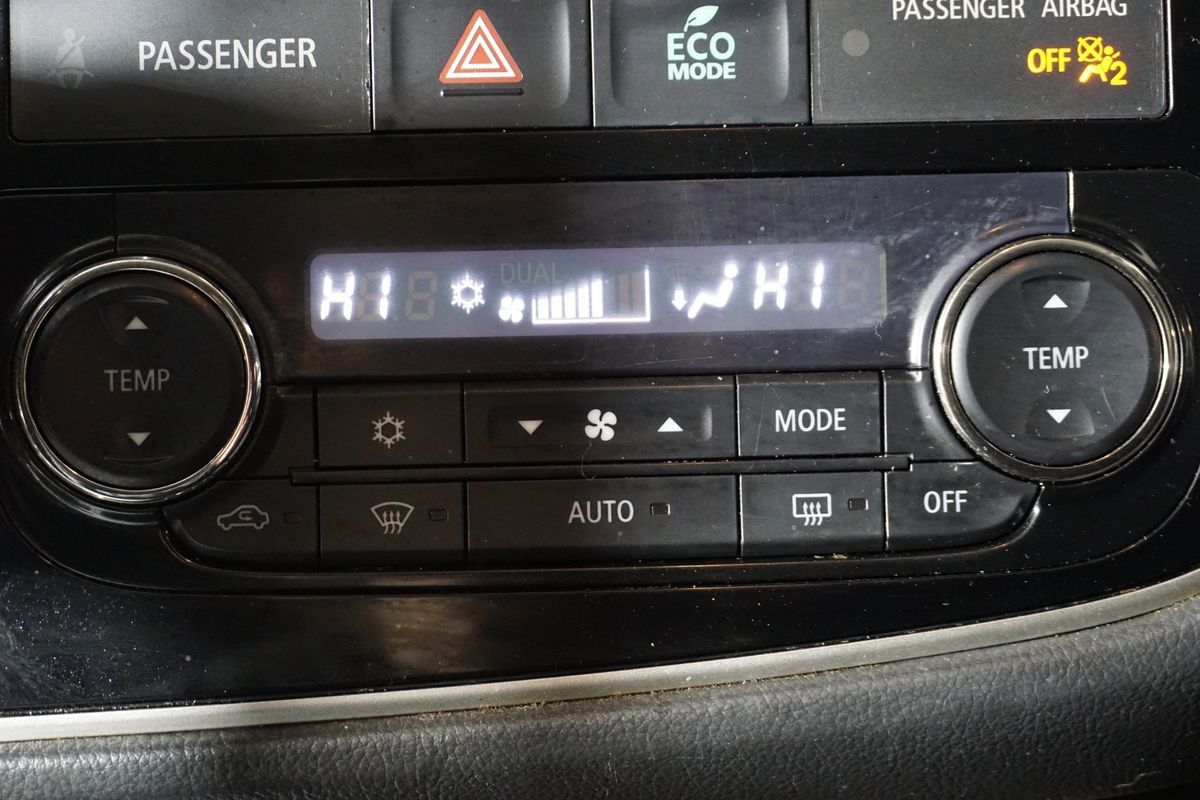 PASSENGER
ECO
MODE
PASSENGER AIRBAG
OFF 2
DUAL
HI HI
TEMP
TEMP
MODE
AUTO
OFF